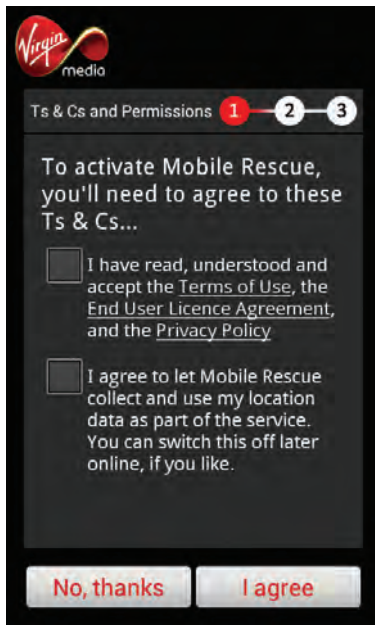 Virgin
media
Ts & Cs and Permissions 1 2 3
To activate Mobile Rescue,
you'll need to agree to these
Ts & Cs...
I have read, understood and
accept the Terms of Use, the
End User Licence Agreement,
and the Privacy Policy
I agree to let Mobile Rescue
collect and use my location
data as part of the service.
You can switch this off later
online, if you like.
No, thanks I agree